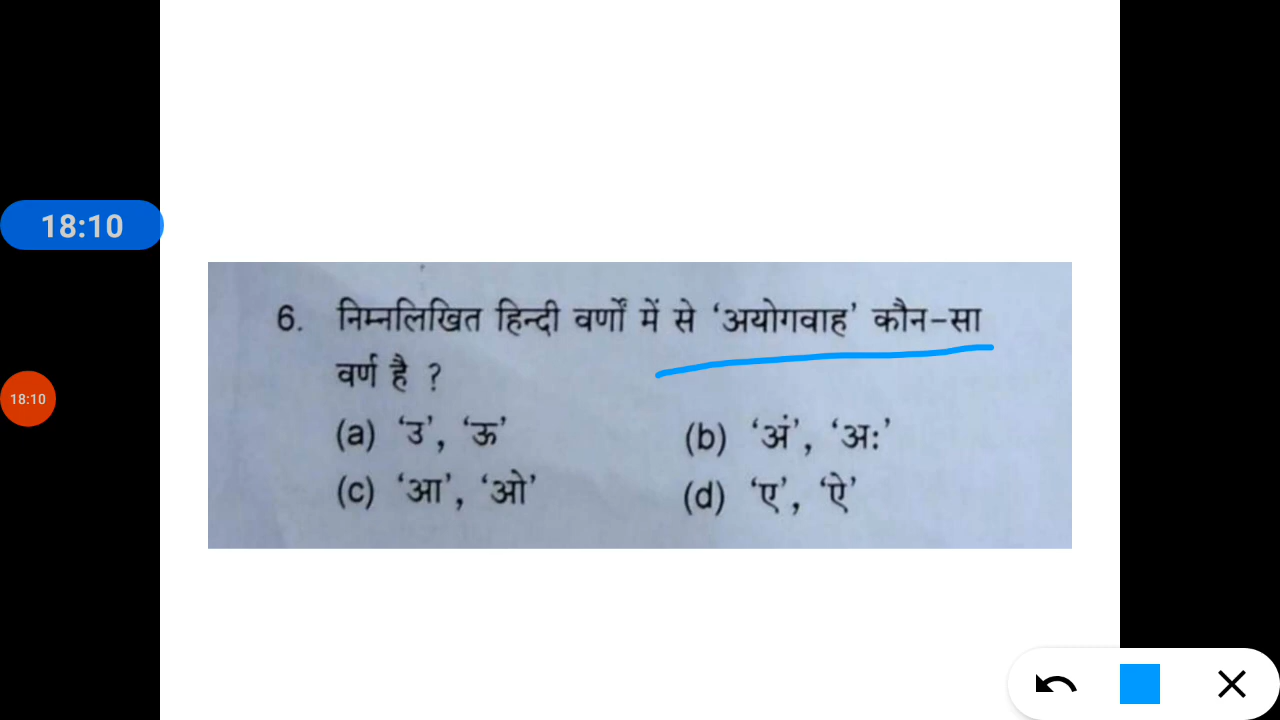 18:10
6. निम्नलिखित हिन्दी वर्णों में से ‘अयोगवाह’ कौन-सा
18:10
वर्ण है ?
(a) ‘उ’, ‘ऊ’ (b) ‘अं’, ‘अः’
(c) ‘आ’, ‘ओ’ (d) ‘ए’, ‘ऐ’